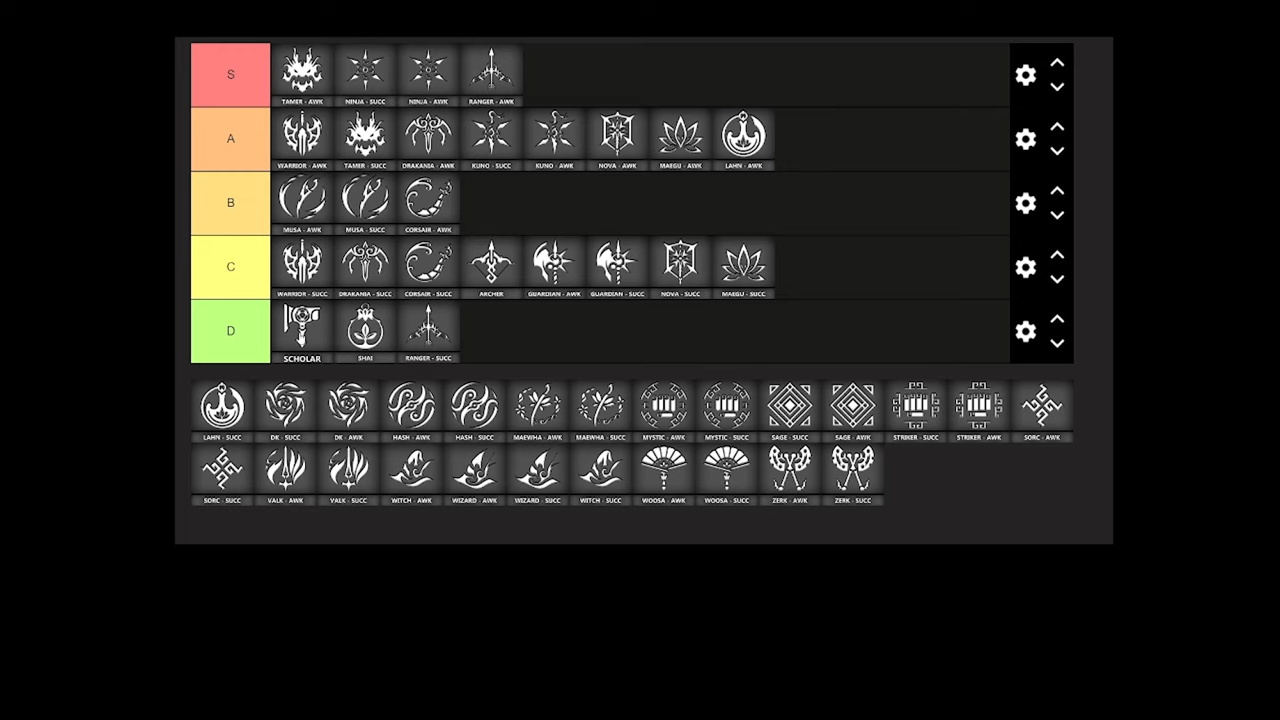 S
TAMER - AWK NINJA - SUCC NINJA - AWK RANGER - AWK
A
WARRIOR - AWK TAMER - SUCC DRAKANIA - AWK KUNO - SUCC KUNO - AWK NOVA - AWK MAEGU - AWK LAHN - AWK
B
MUSA - AWK MUSA - SUCC CORSAIR - AWK
C
WARRIOR - SUCC DRAKANIA - SUCC CORSAIR - SUCC ARCHER GUARDIAN - AWK GUARDIAN - SUCC NOVA - SUCC MAEGU - SUCC
D
SCHOLAR SHAI RANGER - SUCC
LAHN - SUCC DK - SUCC DK - AWK HASH - AWK HASH - SUCC MAEWHA - AWK MAEWHA - SUCC MYSTIC - AWK MYSTIC - SUCC SAGE - SUCC SAGE - AWK STRIKER - SUCC STRIKER - AWK SORC - AWK
SORC - SUCC VALK - AWK VALK - SUCC WITCH - AWK WIZARD - AWK WIZARD - SUCC WITCH - SUCC WOOSA - AWK WOOSA - SUCC ZERK - AWK ZERK - SUCC